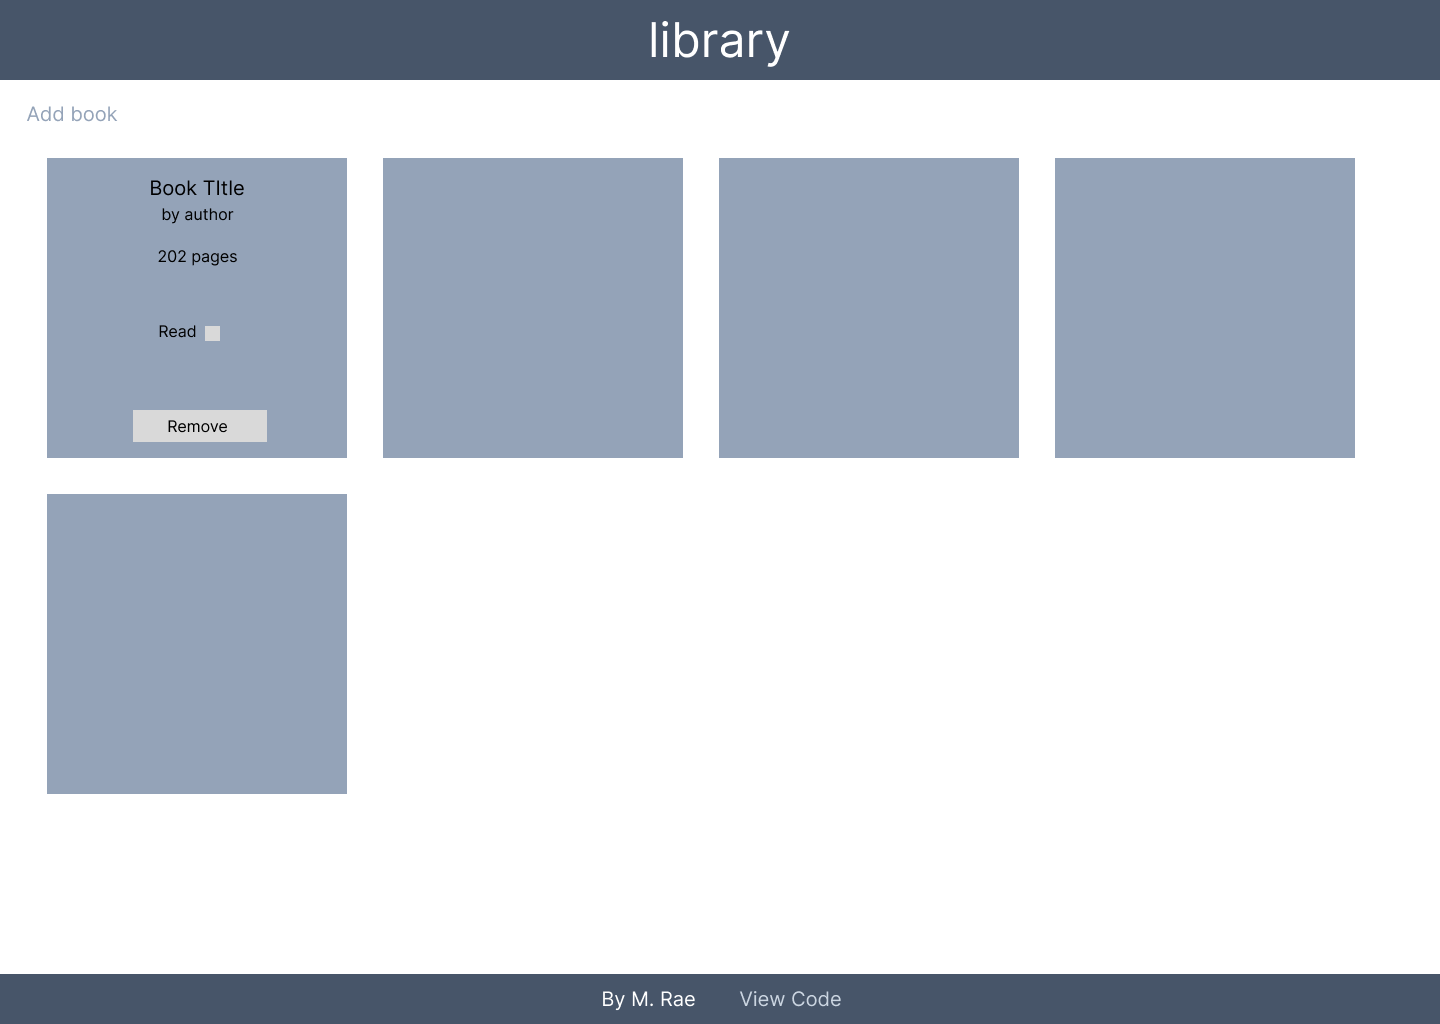 library
Add book
Book TItle
by author
202 pages
Read
Remove
By M. Rae
View Code